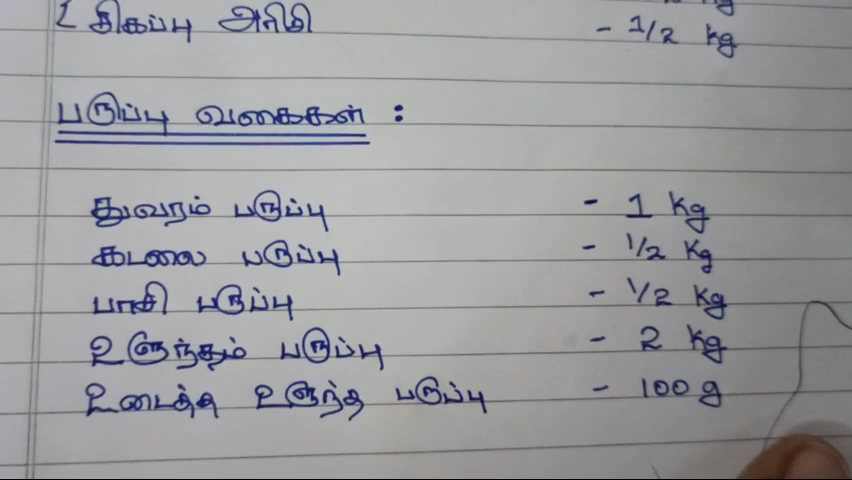 சிகப்பு அரிசி - 1/2 kg
பருப்பு வகைகள் :
துவரம் பருப்பு - 1 kg
கடலை பருப்பு - 1/2 kg
பாசி பருப்பு - 1/2 kg
உளுந்தம் பருப்பு - 2 kg
உடைத்த உளுந்த பருப்பு - 100 g